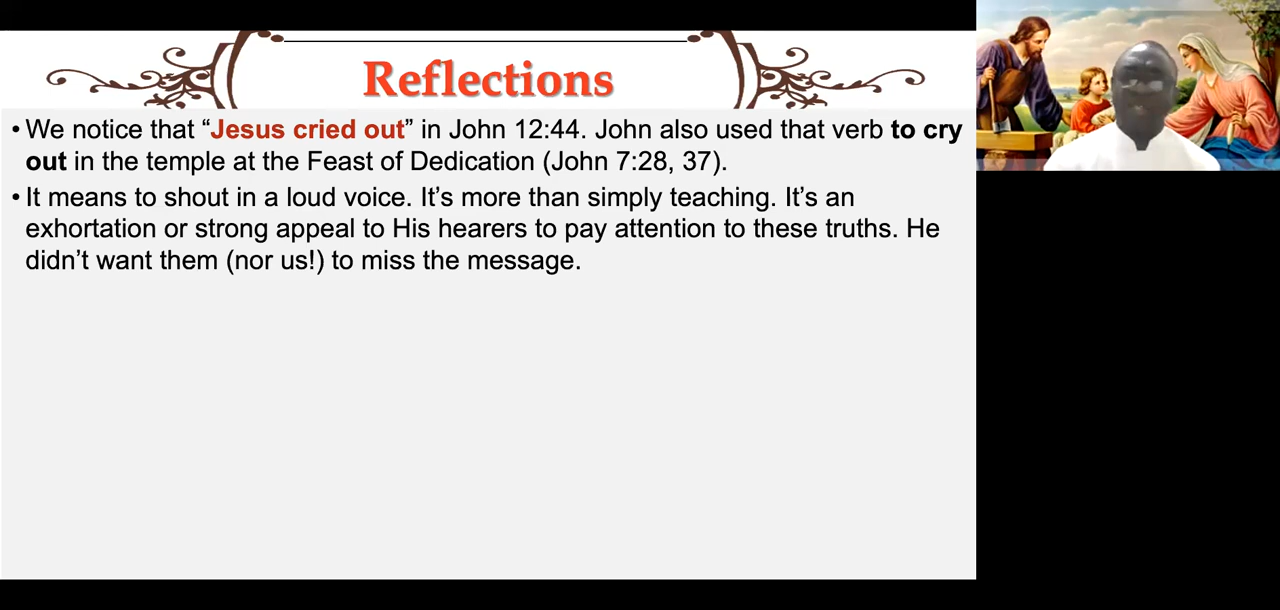 Reflections
• We notice that “Jesus cried out” in John 12:44. John also used that verb to cry
out in the temple at the Feast of Dedication (John 7:28, 37).
• It means to shout in a loud voice. It’s more than simply teaching. It’s an
exhortation or strong appeal to His hearers to pay attention to these truths. He
didn’t want them (nor us!) to miss the message.